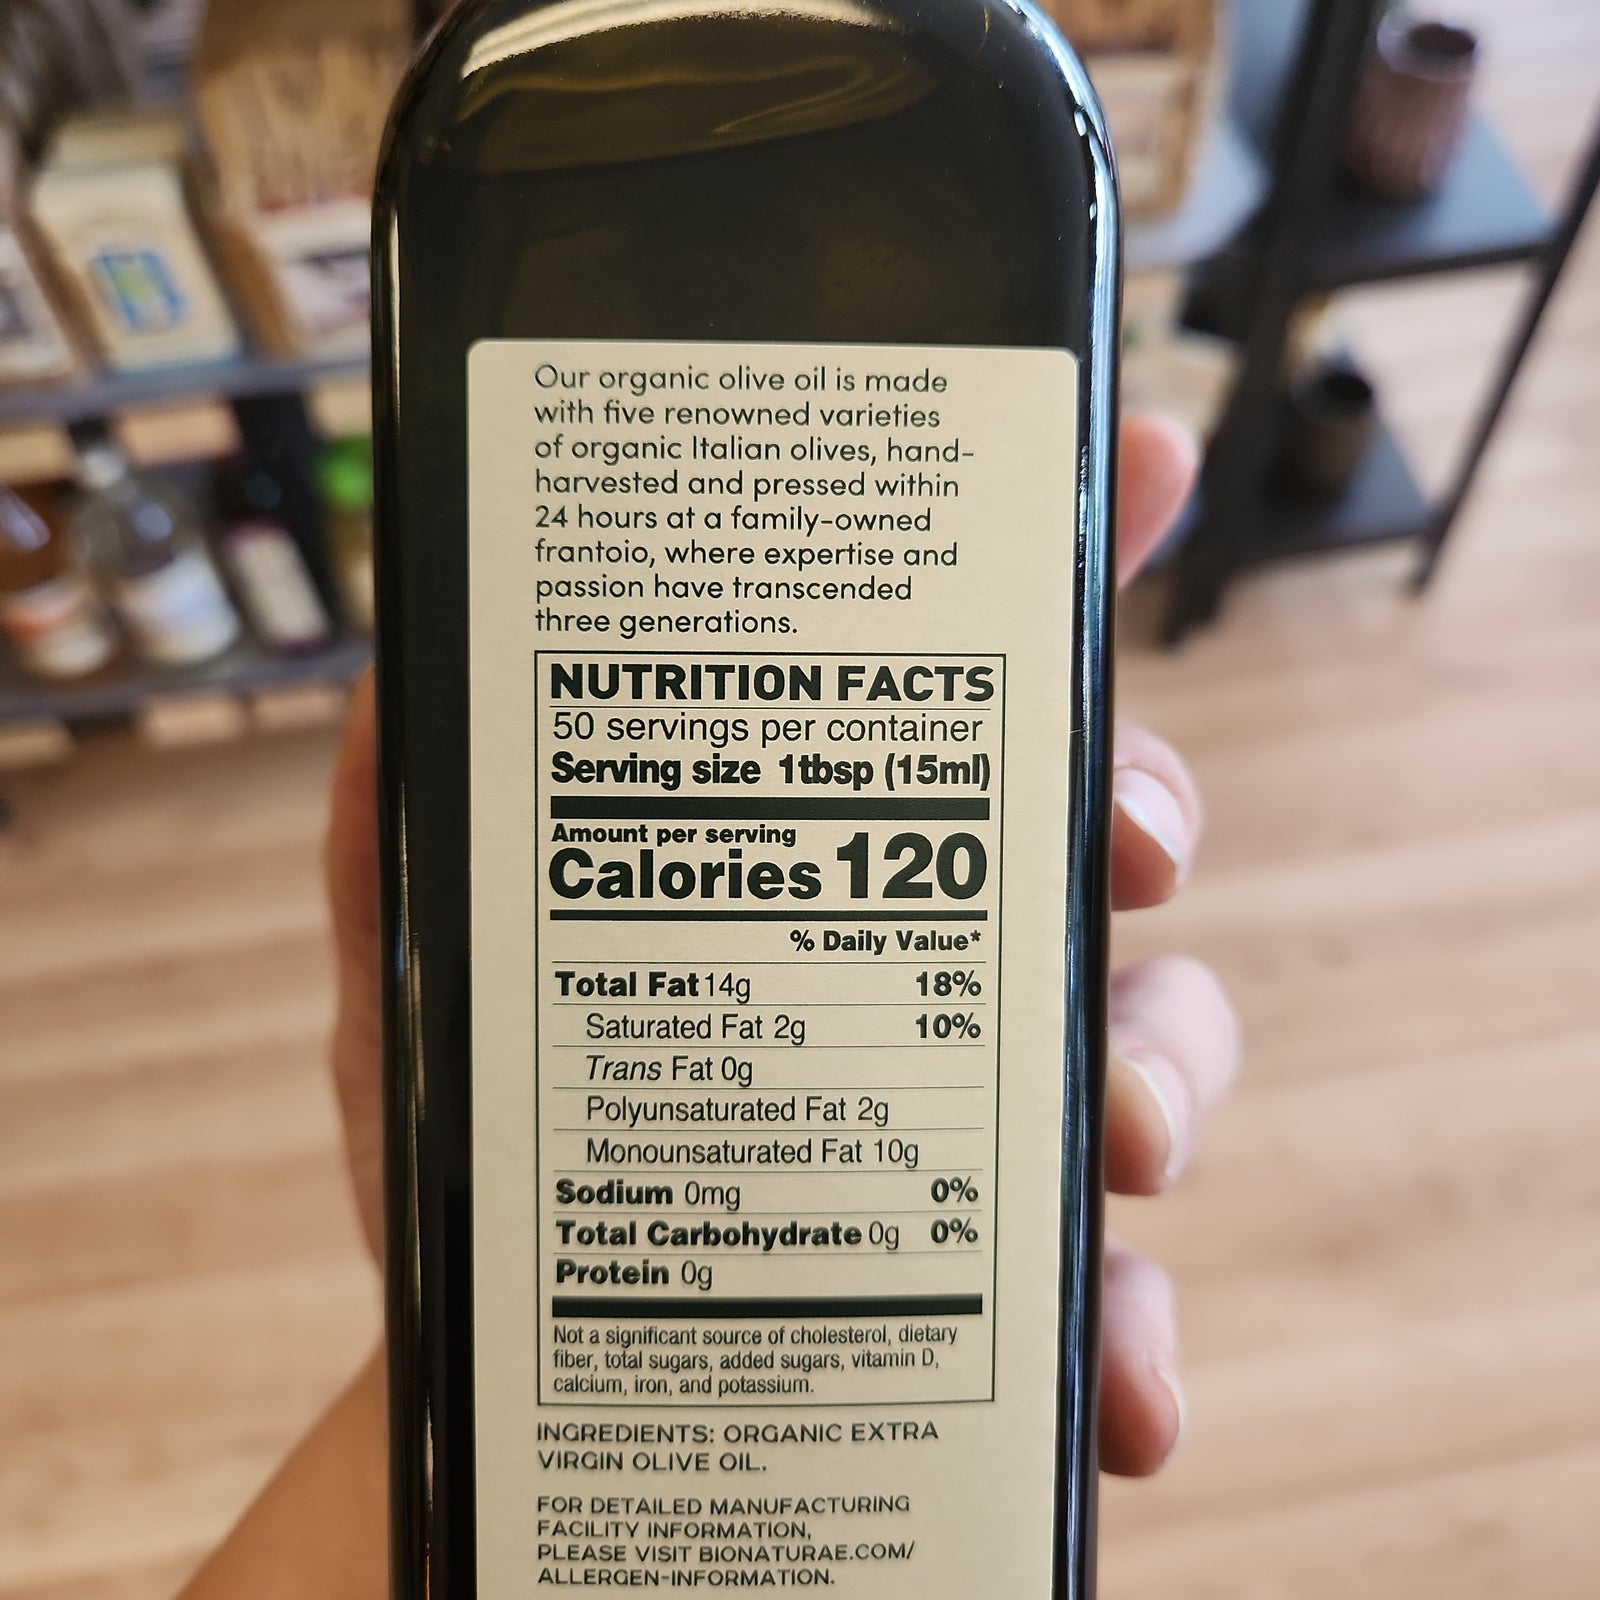 Our organic olive oil is made
with five renowned varieties
of organic Italian olives, hand-
harvested and pressed within
24 hours at a family-owned
frantoio, where expertise and
passion have transcended
three generations.
NUTRITION FACTS
50 servings per container
Serving size 1tbsp (15ml)
Amount per serving
Calories 120
% Daily Value*
Total Fat 14g 18%
Saturated Fat 2g 10%
Trans Fat 0g
Polyunsaturated Fat 2g
Monounsaturated Fat 10g
Sodium 0mg 0%
Total Carbohydrate 0g 0%
Protein 0g
Not a significant source of cholesterol, dietary
fiber, total sugars, added sugars, vitamin D,
calcium, iron, and potassium.
INGREDIENTS: ORGANIC EXTRA
VIRGIN OLIVE OIL.
FOR DETAILED MANUFACTURING
FACILITY INFORMATION,
PLEASE VISIT BIONATURAE.COM/
ALLERGEN-INFORMATION.